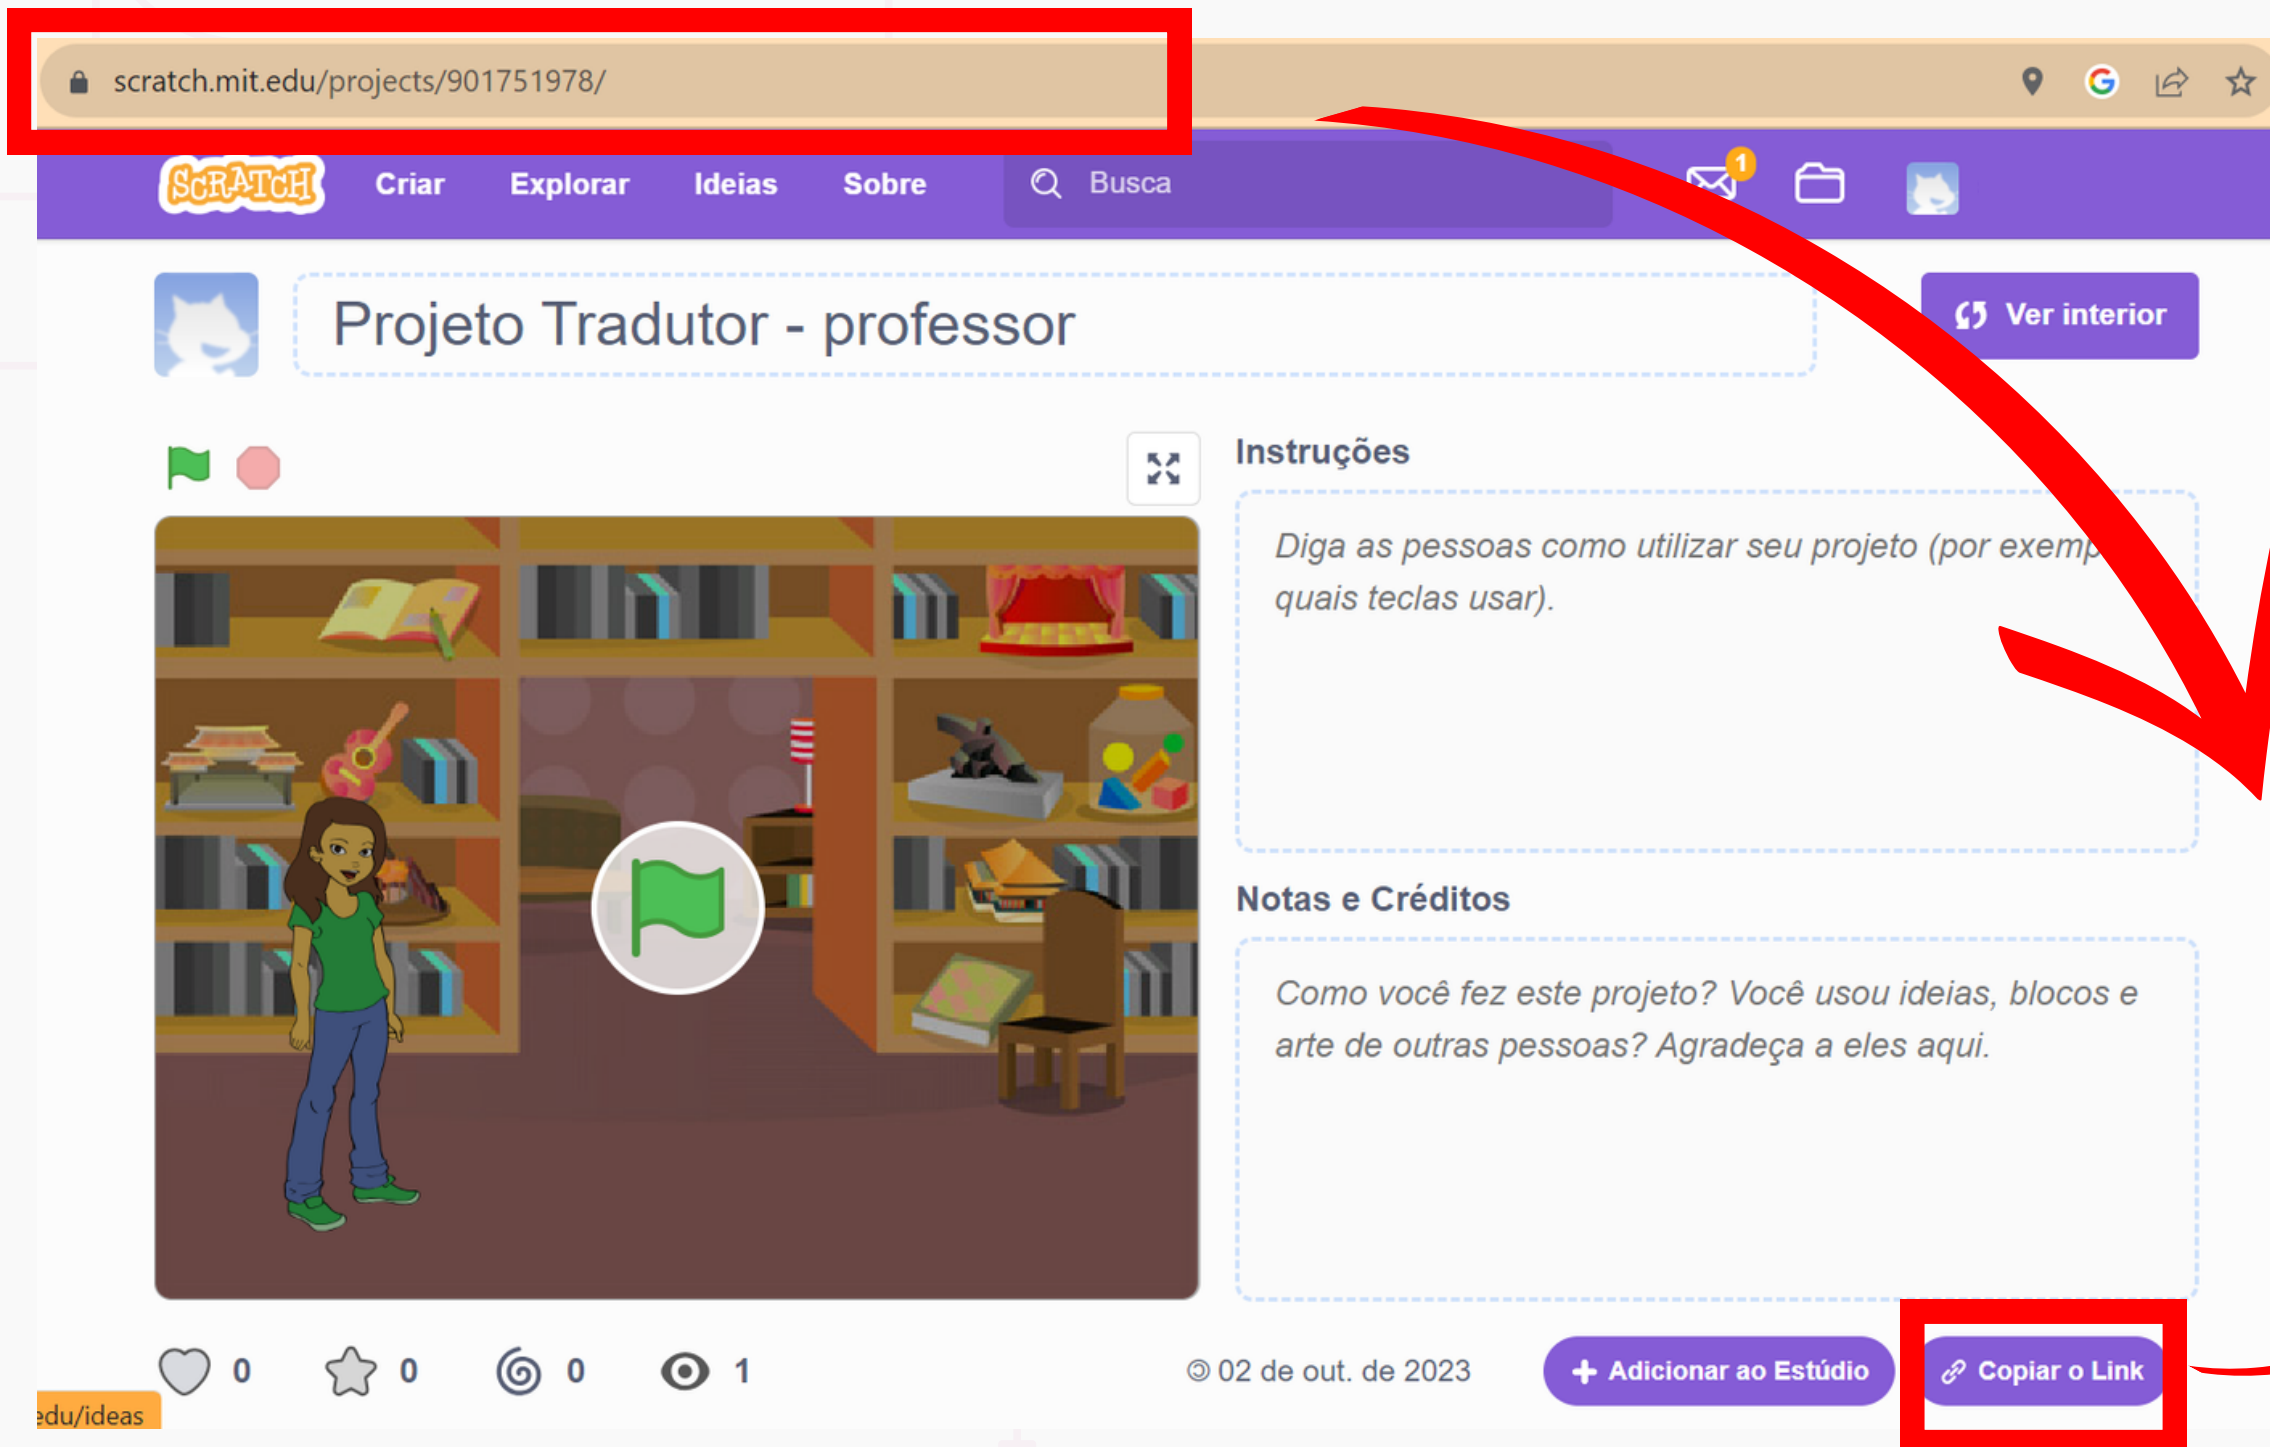 scratch.mit.edu/projects/901751978/
SCRATCH Criar Explorar Ideias Sobre Busca 1
Projeto Tradutor - professor
Ver interior
Instruções
Diga as pessoas como utilizar seu projeto (por exemp
quais teclas usar).
Notas e Créditos
Como você fez este projeto? Você usou ideias, blocos e
arte de outras pessoas? Agradeça a eles aqui.
0 0 0 1 02 de out. de 2023 Adicionar ao Estúdio Copiar o Link
edu/ideas